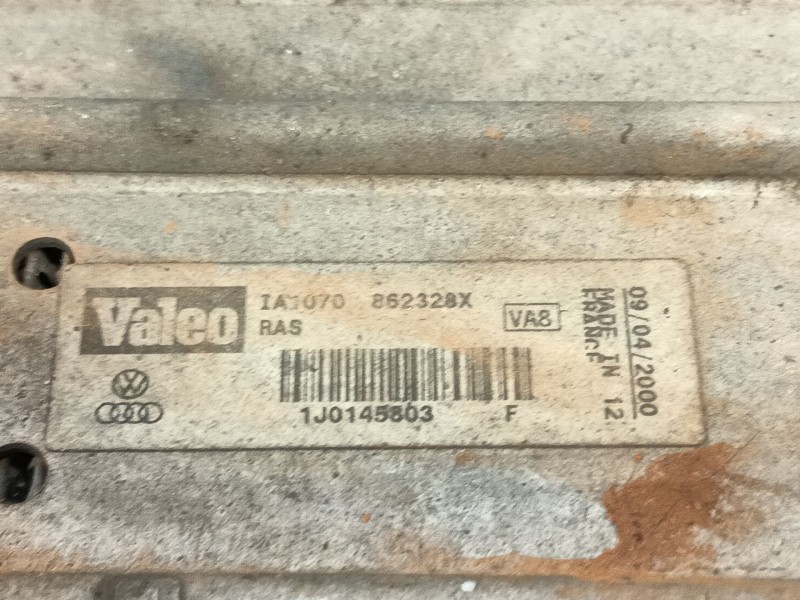 Valeo
IA1070 862328X
RAS
VA8
1J0145803 F
MADE IN 12
FRANCE
09/04/2000